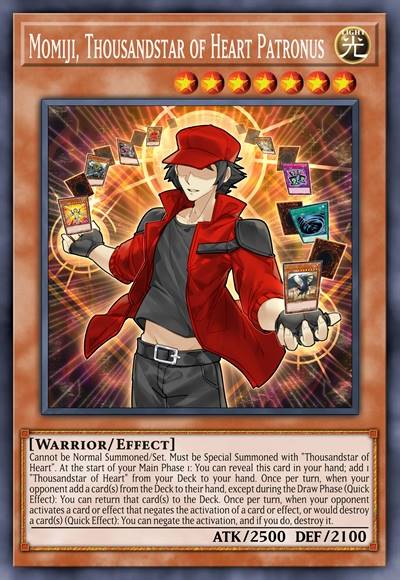 Momiji, Thousandstar of Heart Patronus
LIGHT
光
[Warrior/Effect]
Cannot be Normal Summoned/Set. Must be Special Summoned with "Thousandstar
of Heart". At the start of your Main Phase 1: You can reveal this card in your hand; add 1
"Thousandstar of Heart" from your Deck to your hand. Once per turn, when your
opponent add a card(s) from the Deck to their hand, except during the Draw Phase (Quick
Effect): You can return that card(s) to the Deck. Once per turn, when your opponent
activates a card or effect that negates the activation of a card or effect, or would destroy
a card(s) (Quick Effect): You can negate the activation, and if you do, destroy it.
ATK/2500 DEF/2100